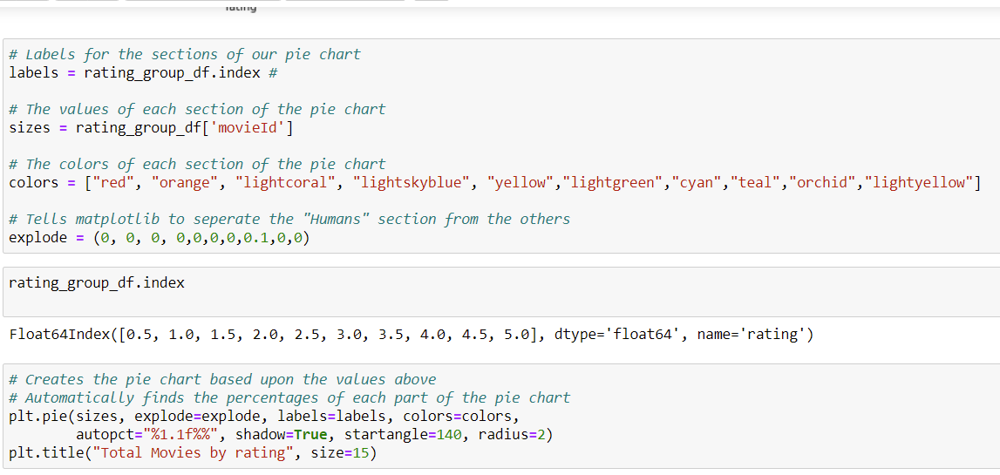 rating
# Labels for the sections of our pie chart
labels = rating_group_df.index #
# The values of each section of the pie chart
sizes = rating_group_df['movieId']
# The colors of each section of the pie chart
colors = ["red", "orange", "lightcoral", "lightskyblue", "yellow","lightgreen","cyan","teal","orchid","lightyellow"]
# Tells matplotlib to seperate the "Humans" section from the others
explode = (0, 0, 0, 0,0,0,0,0.1,0,0)
rating_group_df.index
Float64Index([0.5, 1.0, 1.5, 2.0, 2.5, 3.0, 3.5, 4.0, 4.5, 5.0], dtype='float64', name='rating')
# Creates the pie chart based upon the values above
# Automatically finds the percentages of each part of the pie chart
plt.pie(sizes, explode=explode, labels=labels, colors=colors,
        autopct="%1.1f%%", shadow=True, startangle=140, radius=2)
plt.title("Total Movies by rating", size=15)